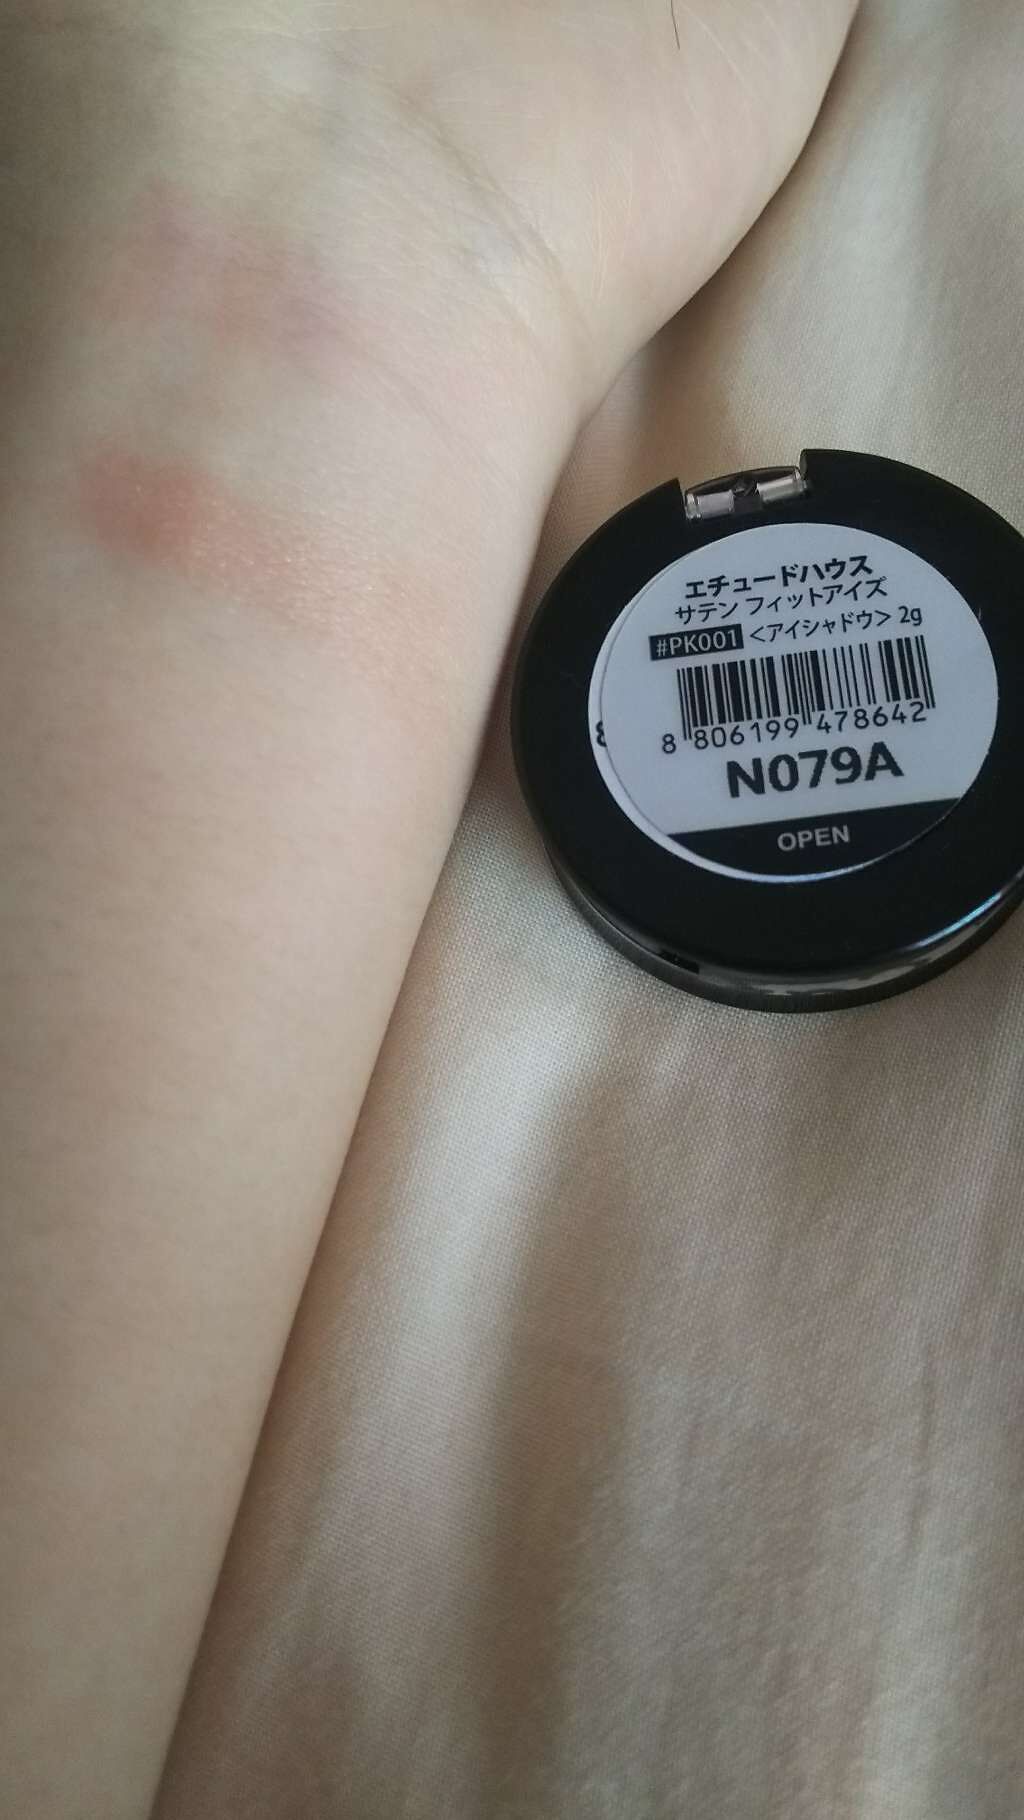 エチュードハウス
サテン フィットアイズ
#PK001 <アイシャドウ> 2g
8 806199 478642
N079A
OPEN